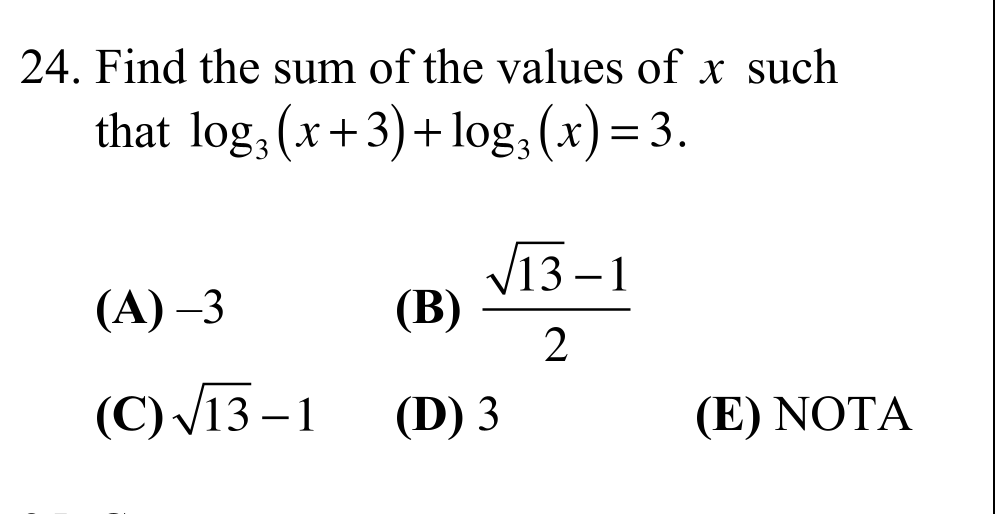 24. Find the sum of the values of x such
that log₃(x+3)+log₃(x)=3.
(A) –3 (B) (√13 – 1)/2
(C) √13 – 1 (D) 3 (E) NOTA